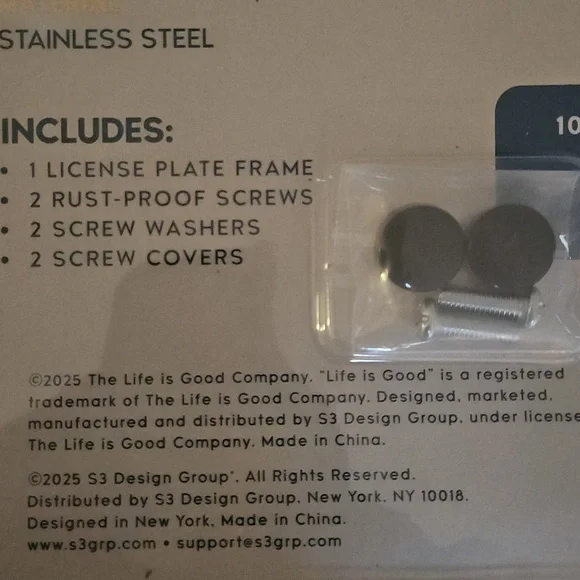 MATERIAL
STAINLESS STEEL
INCLUDES:
• 1 LICENSE PLATE FRAME
• 2 RUST-PROOF SCREWS
• 2 SCREW WASHERS
• 2 SCREW COVERS
10
©2025 The Life is Good Company. "Life is Good" is a registered
trademark of The Life is Good Company. Designed, marketed,
manufactured and distributed by S3 Design Group, under license
The Life is Good Company. Made in China.
©2025 S3 Design Group®. All Rights Reserved.
Distributed by S3 Design Group, New York, NY 10018.
Designed in New York, Made in China.
www.s3grp.com • support@s3grp.com